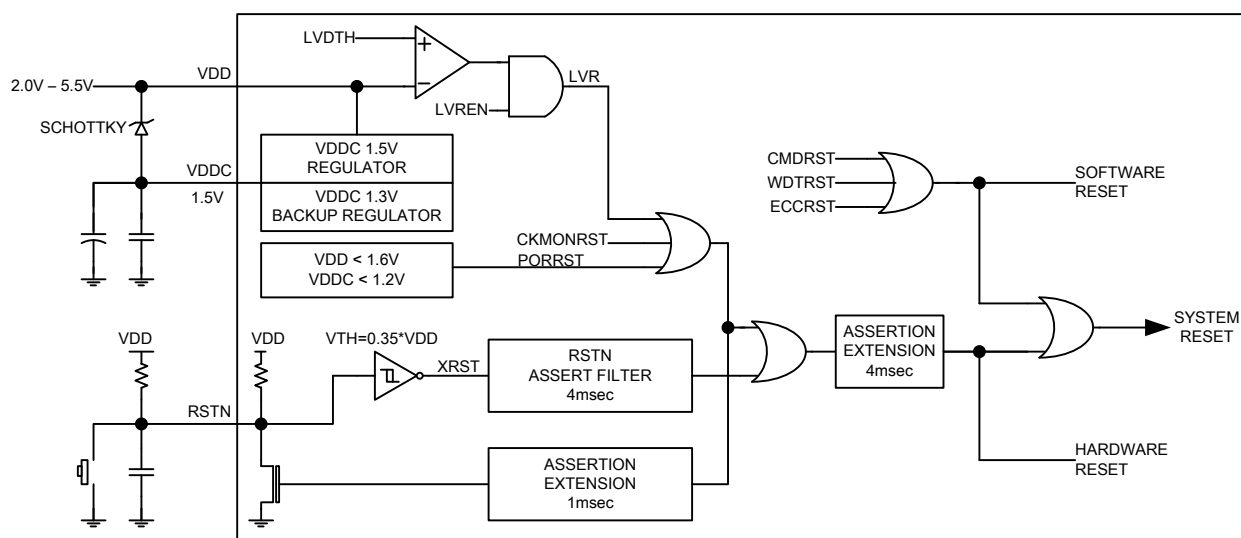 LVDTH
+
−
LVR
LVREN
2.0V – 5.5V
VDD
SCHOTTKY
VDDC 1.5V
REGULATOR
VDDC
1.5V
VDDC 1.3V
BACKUP REGULATOR
CMDRST
WDTRST
ECCRST
SOFTWARE
RESET
VDD < 1.6V
VDDC < 1.2V
CKMONRST
PORRST
SYSTEM
RESET
VDD
VDD
VTH=0.35*VDD
XRST
RSTN
ASSERT FILTER
4msec
ASSERTION
EXTENSION
4msec
RSTN
ASSERTION
EXTENSION
1msec
HARDWARE
RESET